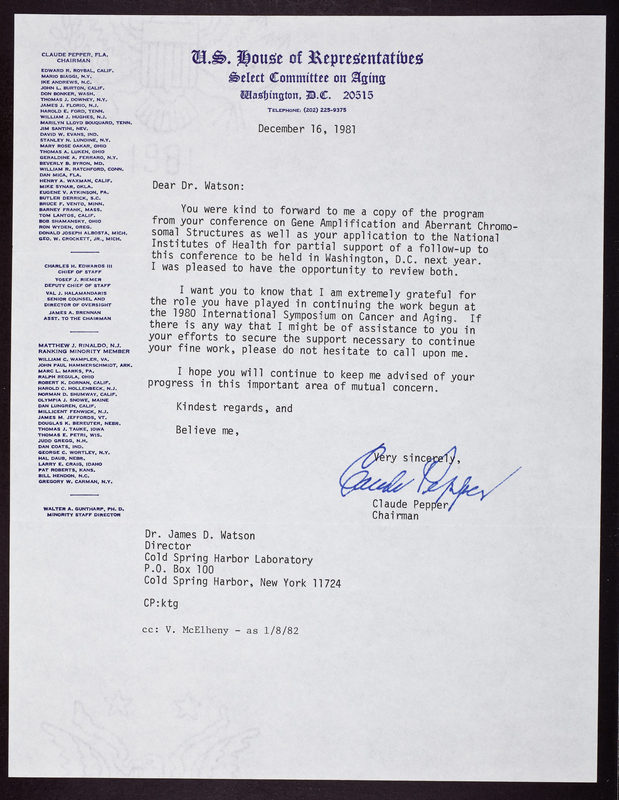 U.S. House of Representatives
Select Committee on Aging
Washington, D.C. 20515
TELEPHONE: (202) 225-9375
CLAUDE PEPPER, FLA.
CHAIRMAN
EDWARD R. ROYBAL, CALIF.
MARIO BIAGGI, N.Y.
IKE ANDREWS, N.C.
JOHN L. BURTON, CALIF.
DON BONKER, WASH.
THOMAS J. DOWNEY, N.Y.
JAMES J. FLORIO, N.J.
HAROLD E. FORD, TENN.
WILLIAM J. HUGHES, N.J.
MARILYN LLOYD BOUQUARD, TENN.
JIM SANTINI, NEV.
DAVID W. EVANS, IND.
STANLEY N. LUNDINE, N.Y.
MARY ROSE OAKAR, OHIO
THOMAS A. LUKEN, OHIO
GERALDINE A. FERRARO, N.Y.
BEVERLY B. BYRON, MD.
WILLIAM R. RATCHFORD, CONN.
DAN MICA, FLA.
HENRY A. WAXMAN, CALIF.
MIKE SYNAR, OKLA.
EUGENE V. ATKINSON, PA.
BUTLER DERRICK, S.C.
BRUCE F. VENTO, MINN.
BARNEY FRANK, MASS.
TOM LANTOS, CALIF.
BOB SHAMANSKY, OHIO
RON WYDEN, OREG.
DONALD JOSEPH ALBOSTA, MICH.
GEO. W. CROCKETT, JR., MICH.
CHARLES H. EDWARDS III
CHIEF OF STAFF
YOSEF J. RIEMER
DEPUTY CHIEF OF STAFF
VAL J. HALAMANDARIS
SENIOR COUNSEL AND
DIRECTOR OF OVERSIGHT
JAMES A. BRENNAN
ASST. TO THE CHAIRMAN
MATTHEW J. RINALDO, N.J.
RANKING MINORITY MEMBER
WILLIAM C. WAMPLER, VA.
JOHN PAUL HAMMERSCHMIDT, ARK.
MARC L. MARKS, PA.
RALPH REGULA, OHIO
ROBERT K. DORNAN, CALIF.
HAROLD C. HOLLENBECK, N.J.
NORMAN D. SHUMWAY, CALIF.
OLYMPIA J. SNOWE, MAINE
DAN LUNGREN, CALIF.
MILLICENT FENWICK, N.J.
JAMES M. JEFFORDS, VT.
DOUGLAS K. BEREUTER, NEBR.
THOMAS J. TAUKE, IOWA
THOMAS E. PETRI, WIS.
JUDD GREGG, N.H.
DAN COATS, IND.
GEORGE C. WORTLEY, N.Y.
HAL DAUB, NEBR.
LARRY E. CRAIG, IDAHO
PAT ROBERTS, KANS.
BILL HENDON, N.C.
GREGORY W. CARMAN, N.Y.
WALTER A. GUNTHARP, PH. D.
MINORITY STAFF DIRECTOR
December 16, 1981
Dear Dr. Watson:
You were kind to forward to me a copy of the program
from your conference on Gene Amplification and Aberrant Chromo-
somal Structures as well as your application to the National
Institutes of Health for partial support of a follow-up to
this conference to be held in Washington, D.C. next year.
I was pleased to have the opportunity to review both.
I want you to know that I am extremely grateful for
the role you have played in continuing the work begun at
the 1980 International Symposium on Cancer and Aging. If
there is any way that I might be of assistance to you in
your efforts to secure the support necessary to continue
your fine work, please do not hesitate to call upon me.
I hope you will continue to keep me advised of your
progress in this important area of mutual concern.
Kindest regards, and
Believe me,
Very sincerely,
Claude Pepper
Claude Pepper
Chairman
Dr. James D. Watson
Director
Cold Spring Harbor Laboratory
P.O. Box 100
Cold Spring Harbor, New York 11724
CP:ktg
cc: V. McElheny - as 1/8/82